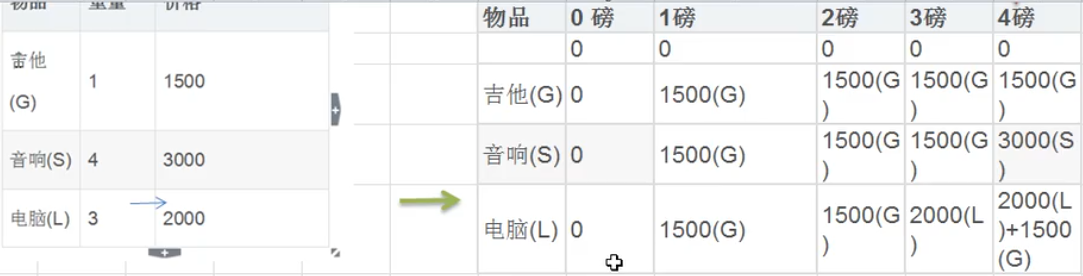 物品 重量 价格
吉他
(G) 1 1500
音响(S) 4 3000
电脑(L) 3 2000
物品 0 磅 1磅 2磅 3磅 4磅
0 0 0 0 0
吉他(G) 0 1500(G) 1500(G 1500(G 1500(G
) ) )
音响(S) 0 1500(G) 1500(G 1500(G 3000(S
) ) )
电脑(L) 0 1500(G) 1500(G 2000(L 2000(L
) ) )+1500
(G)